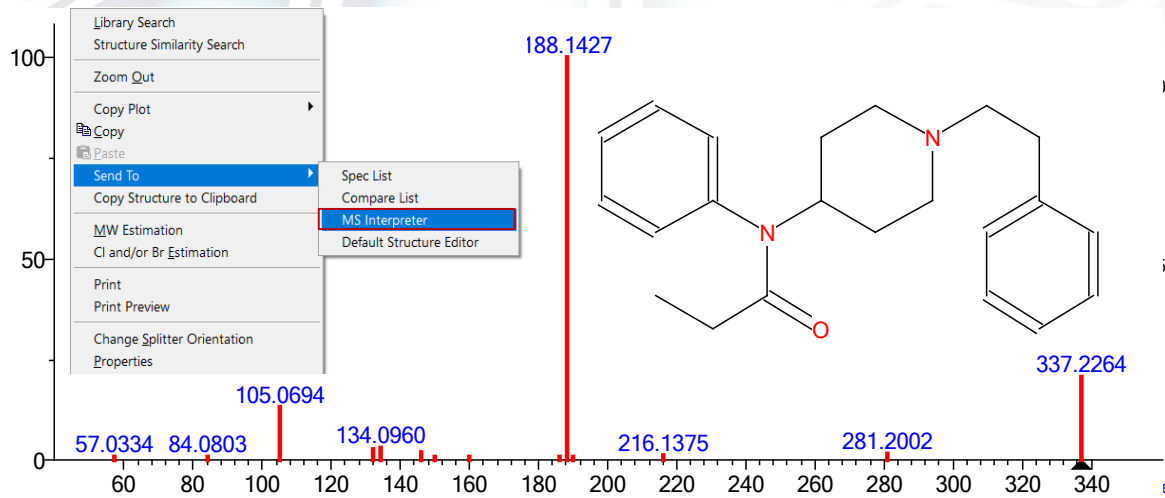 Library Search
Structure Similarity Search
Zoom Out
Copy Plot
Copy
Paste
Send To
Copy Structure to Clipboard
MW Estimation
Cl and/or Br Estimation
Print
Print Preview
Change Splitter Orientation
Properties
Spec List
Compare List
MS Interpreter
Default Structure Editor
100
50
0
188.1427
337.2264
105.0694
57.0334
84.0803
134.0960
216.1375
281.2002
N
N
O
60 80 100 120 140 160 180 200 220 240 260 280 300 320 340